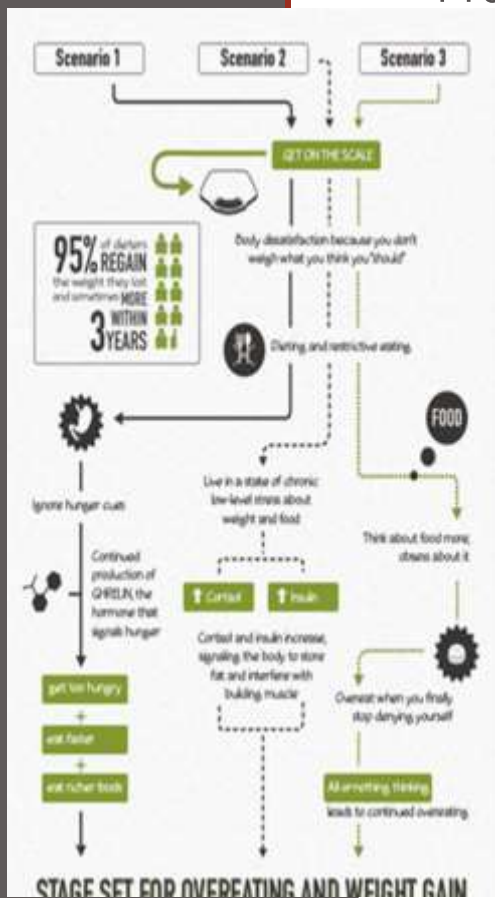 Scenario 1
Scenario 2
Scenario 3
GET ON THE SCALE
95% of dieters
REGAIN
the weight they lost
and sometimes MORE
WITHIN
3 YEARS
Body dissatisfaction because you don't
weigh what you think you "should"
Dieting and restrictive eating
FOOD
Ignore hunger cues
Continued
production of
GHRELIN, the
hormone that
signals hunger
get too hungry
+
eat faster
+
eat richer foods
Live in a state of chronic
low-level stress about
weight and food
Cortisol
Insulin
Cortisol and insulin increase,
signaling the body to store
fat and interfere with
building muscle
Think about food more,
obsess about it
Overeat when you finally
stop denying yourself
All or nothing thinking
leads to continued overeating
STAGE SET FOR OVEREATING AND WEIGHT GAIN